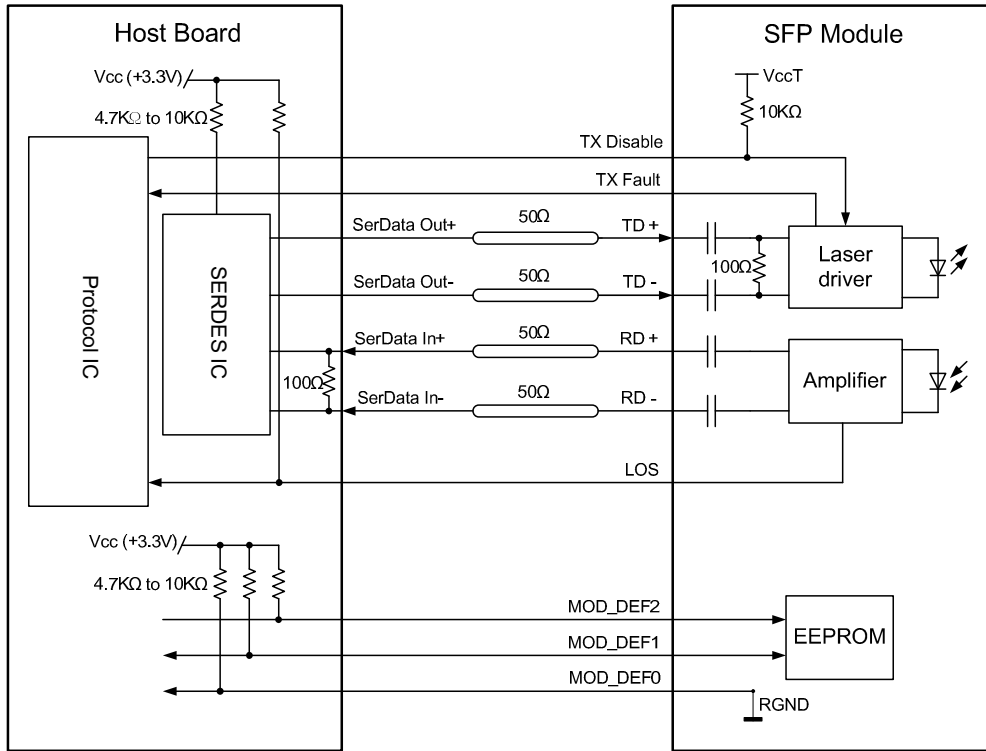 Host Board
SFP Module
Vcc (+3.3V)
VccT
4.7KΩ to 10KΩ
10KΩ
TX Disable
TX Fault
SerData Out+
50Ω
TD +
Laser
driver
100Ω
SerData Out-
50Ω
TD -
Protocol IC
SERDES IC
SerData In+
50Ω
RD +
Amplifier
100Ω
SerData In-
50Ω
RD -
LOS
Vcc (+3.3V)
4.7KΩ to 10KΩ
MOD_DEF2
EEPROM
MOD_DEF1
MOD_DEF0
RGND